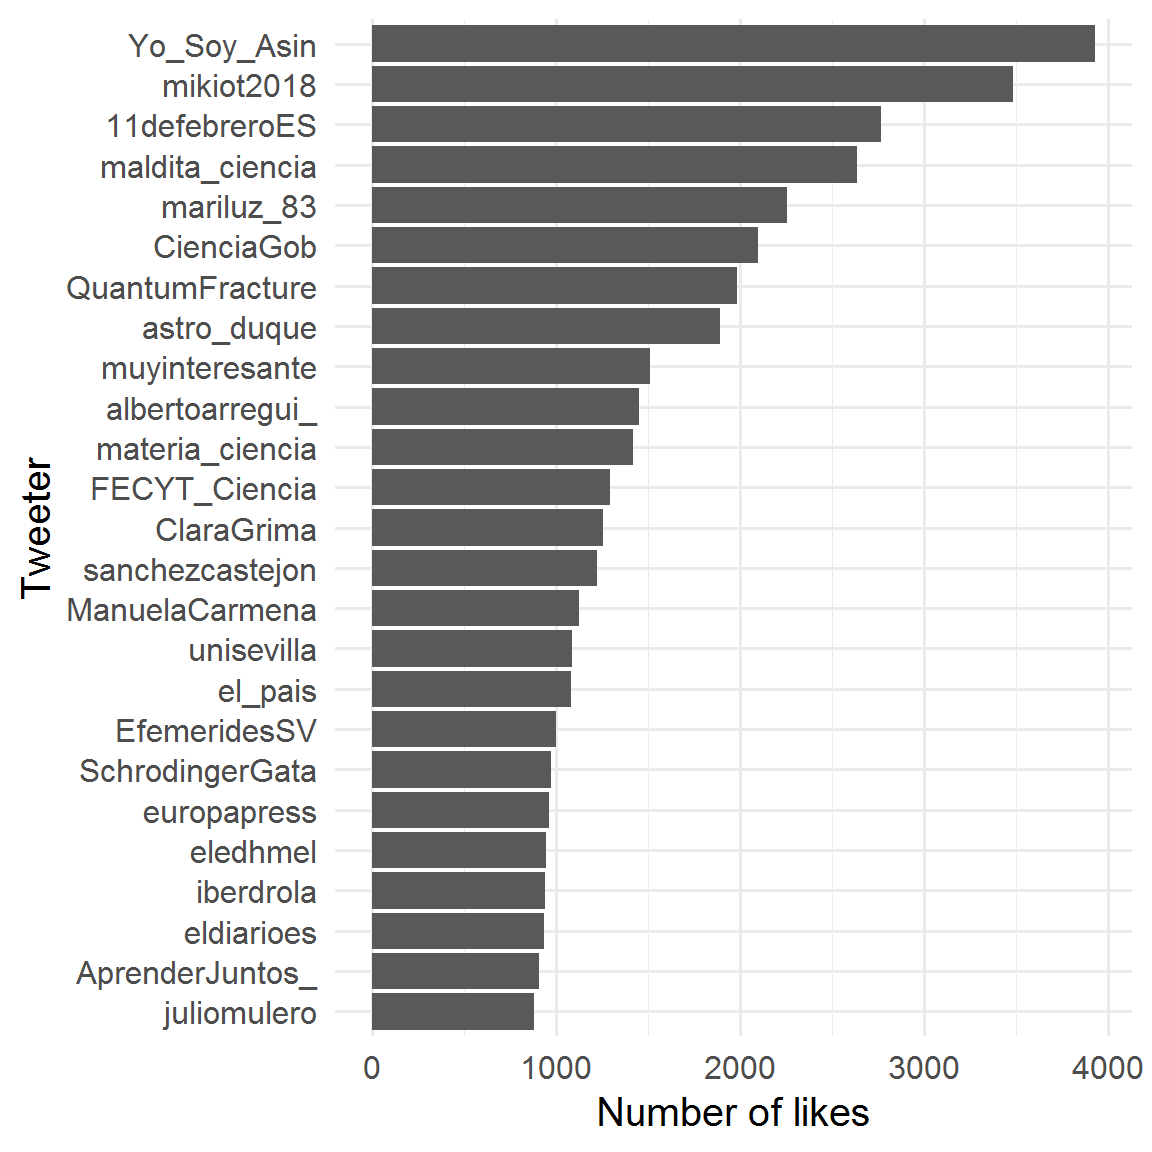 Yo_Soy_Asin
mikiot2018
11defebreroES
maldita_ciencia
mariluz_83
CienciaGob
QuantumFracture
astro_duque
muyinteresante
albertoarregui_
materia_ciencia
FECYT_Ciencia
ClaraGrima
sanchezcastejon
ManuelaCarmena
unisevilla
el_pais
EfemeridesSV
SchrodingerGata
europapress
eledhmel
iberdrola
eldiarioes
AprenderJuntos_
juliomulero
Tweeter
0 1000 2000 3000 4000
Number of likes